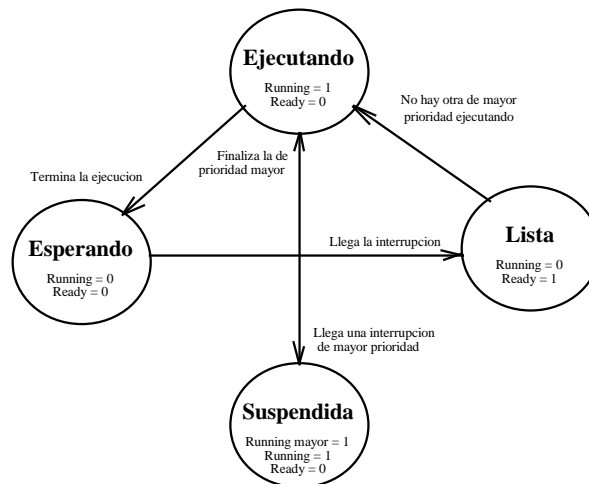 Ejecutando
Running = 1
Ready = 0
No hay otra de mayor
prioridad ejecutando
Finaliza la de
prioridad mayor
Termina la ejecucion
Esperando
Running = 0
Ready = 0
Llega la interrupcion
Lista
Running = 0
Ready = 1
Llega una interrupcion
de mayor prioridad
Suspendida
Running mayor = 1
Running = 1
Ready = 0